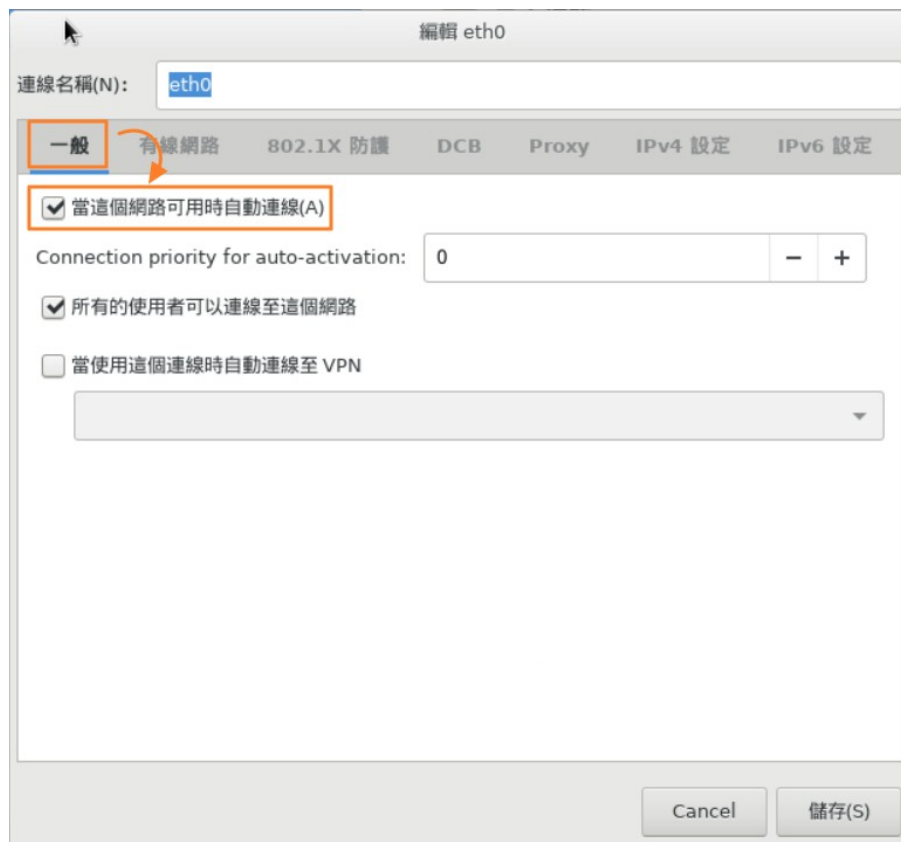 編輯 eth0
連線名稱(N): eth0
一般 有線網路 802.1X 防護 DCB Proxy IPv4 設定 IPv6 設定
當這個網路可用時自動連線(A)
Connection priority for auto-activation: 0 − +
所有的使用者可以連線至這個網路
當使用這個連線時自動連線至 VPN
Cancel 儲存(S)